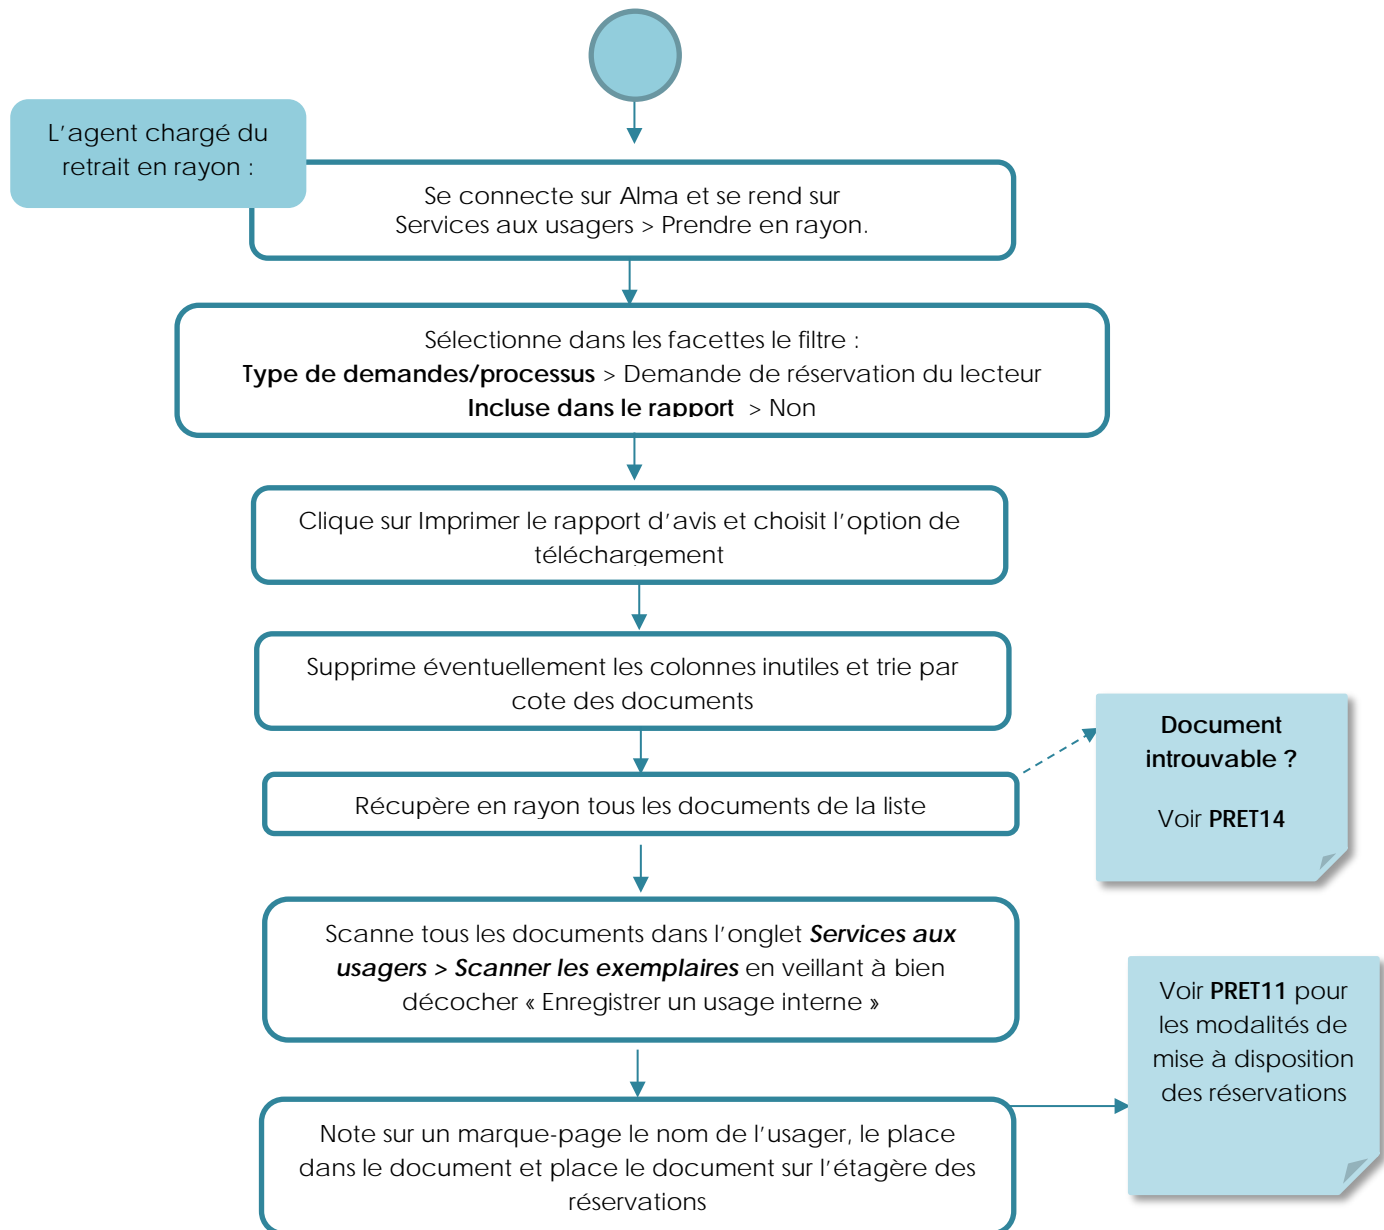 L'agent chargé du
retrait en rayon :
Se connecte sur Alma et se rend sur
Services aux usagers > Prendre en rayon.
Sélectionne dans les facettes le filtre :
Type de demandes/processus > Demande de réservation du lecteur
Incluse dans le rapport > Non
Clique sur Imprimer le rapport d'avis et choisit l'option de
téléchargement
Supprime éventuellement les colonnes inutiles et trie par
cote des documents
Récupère en rayon tous les documents de la liste
Document
introuvable ?
Voir PRET14
Scanne tous les documents dans l'onglet Services aux
usagers > Scanner les exemplaires en veillant à bien
décocher « Enregistrer un usage interne »
Note sur un marque-page le nom de l'usager, le place
dans le document et place le document sur l'étagère des
réservations
Voir PRET11 pour
les modalités de
mise à disposition
des réservations